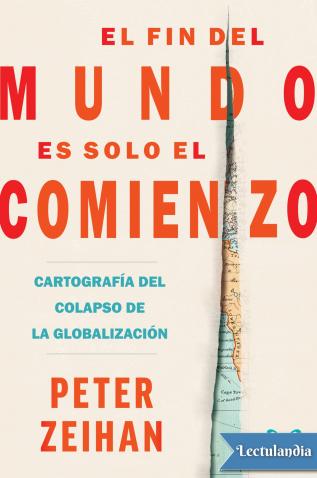 EL FIN DEL
MUNDO
ES SOLO EL
COMIENZO
CARTOGRAFÍA DEL
COLAPSO DE
LA GLOBALIZACIÓN
PETER
ZEIHAN
Lectulandia